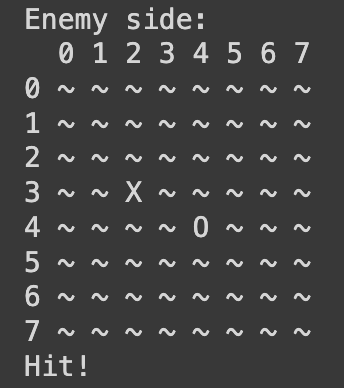 Enemy side:
  0 1 2 3 4 5 6 7
0 ~ ~ ~ ~ ~ ~ ~ ~
1 ~ ~ ~ ~ ~ ~ ~ ~
2 ~ ~ ~ ~ ~ ~ ~ ~
3 ~ ~ X ~ ~ ~ ~ ~
4 ~ ~ ~ ~ O ~ ~ ~
5 ~ ~ ~ ~ ~ ~ ~ ~
6 ~ ~ ~ ~ ~ ~ ~ ~
7 ~ ~ ~ ~ ~ ~ ~ ~
Hit!